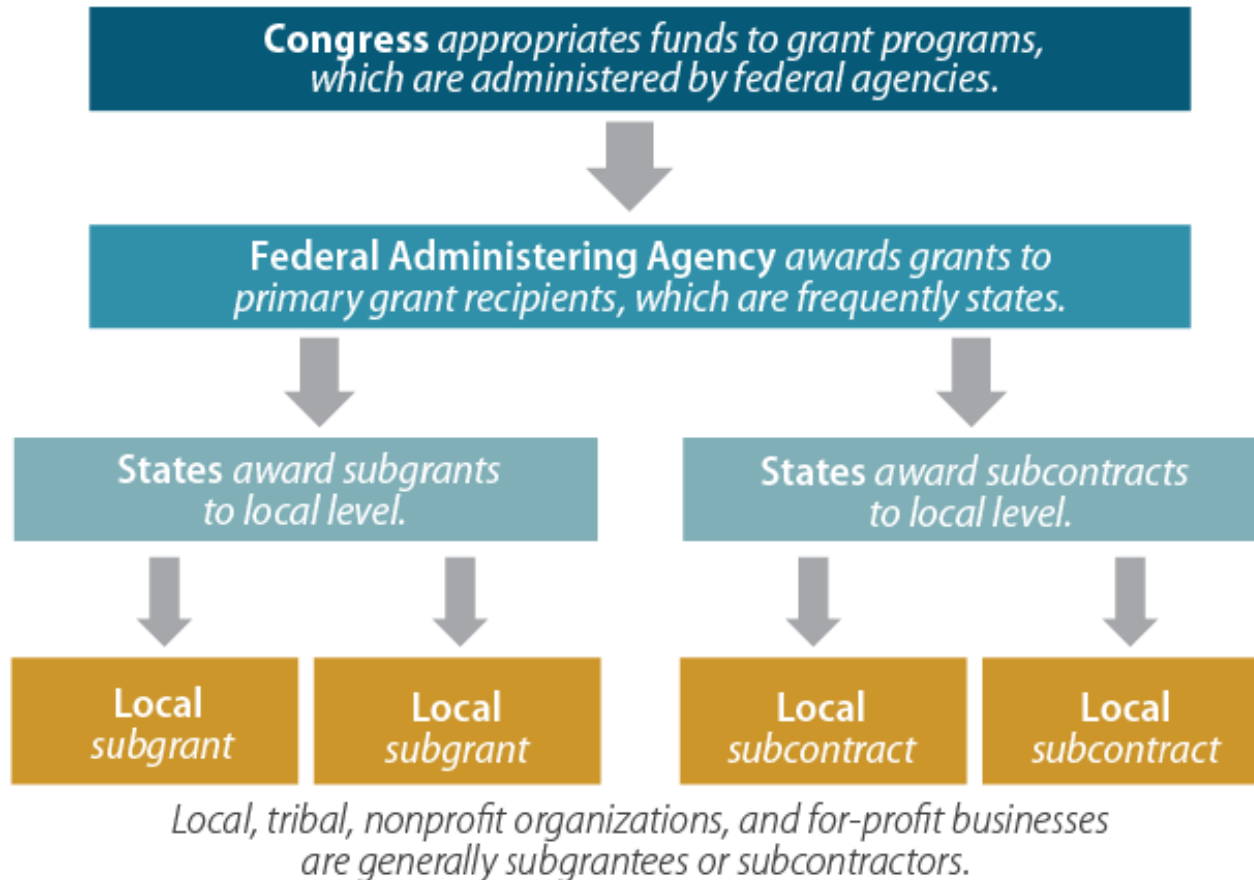 Congress appropriates funds to grant programs,
which are administered by federal agencies.
Federal Administering Agency awards grants to
primary grant recipients, which are frequently states.
States award subgrants
to local level.
States award subcontracts
to local level.
Local
subgrant
Local
subgrant
Local
subcontract
Local
subcontract
Local, tribal, nonprofit organizations, and for-profit businesses
are generally subgrantees or subcontractors.